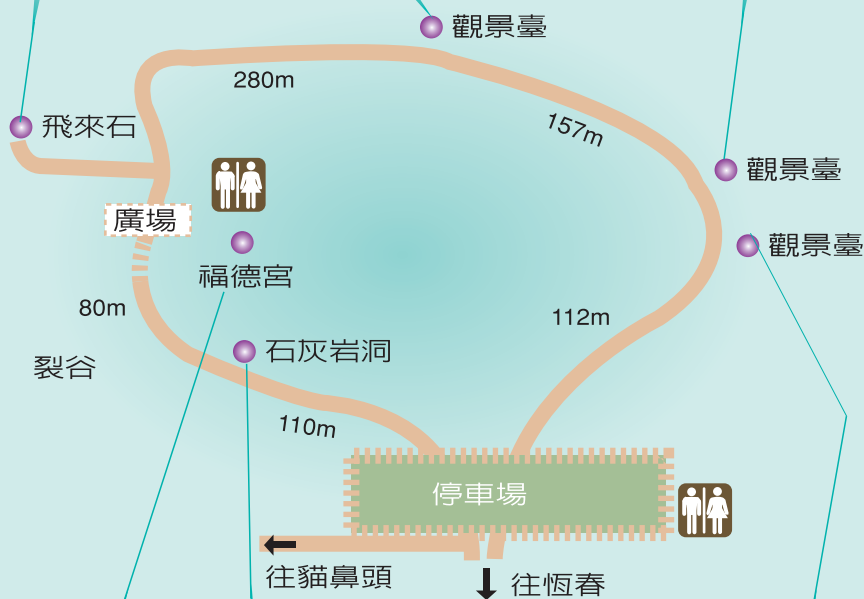 觀景臺
280m
飛來石
157m
觀景臺
廣場
觀景臺
福德宮
80m
112m
石灰岩洞
裂谷
110m
停車場
往貓鼻頭
往恆春